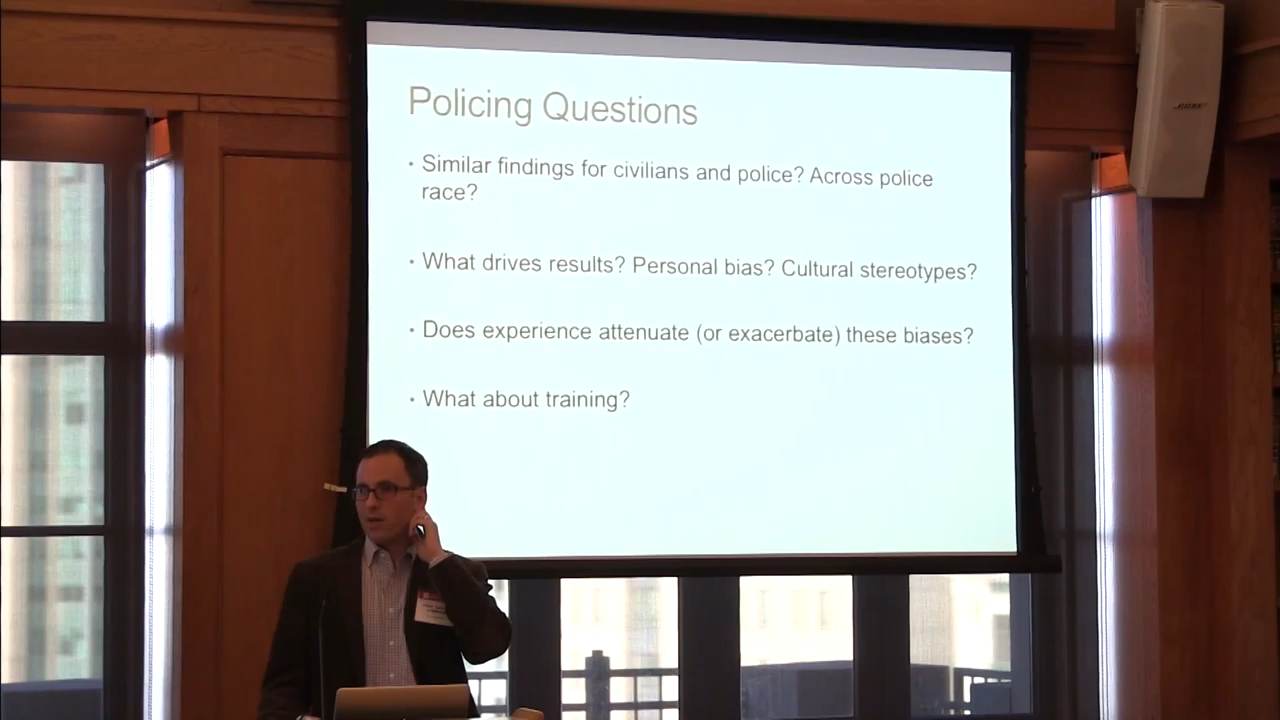 Policing Questions
• Similar findings for civilians and police? Across police
race?
• What drives results? Personal bias? Cultural stereotypes?
• Does experience attenuate (or exacerbate) these biases?
• What about training?
BOSE